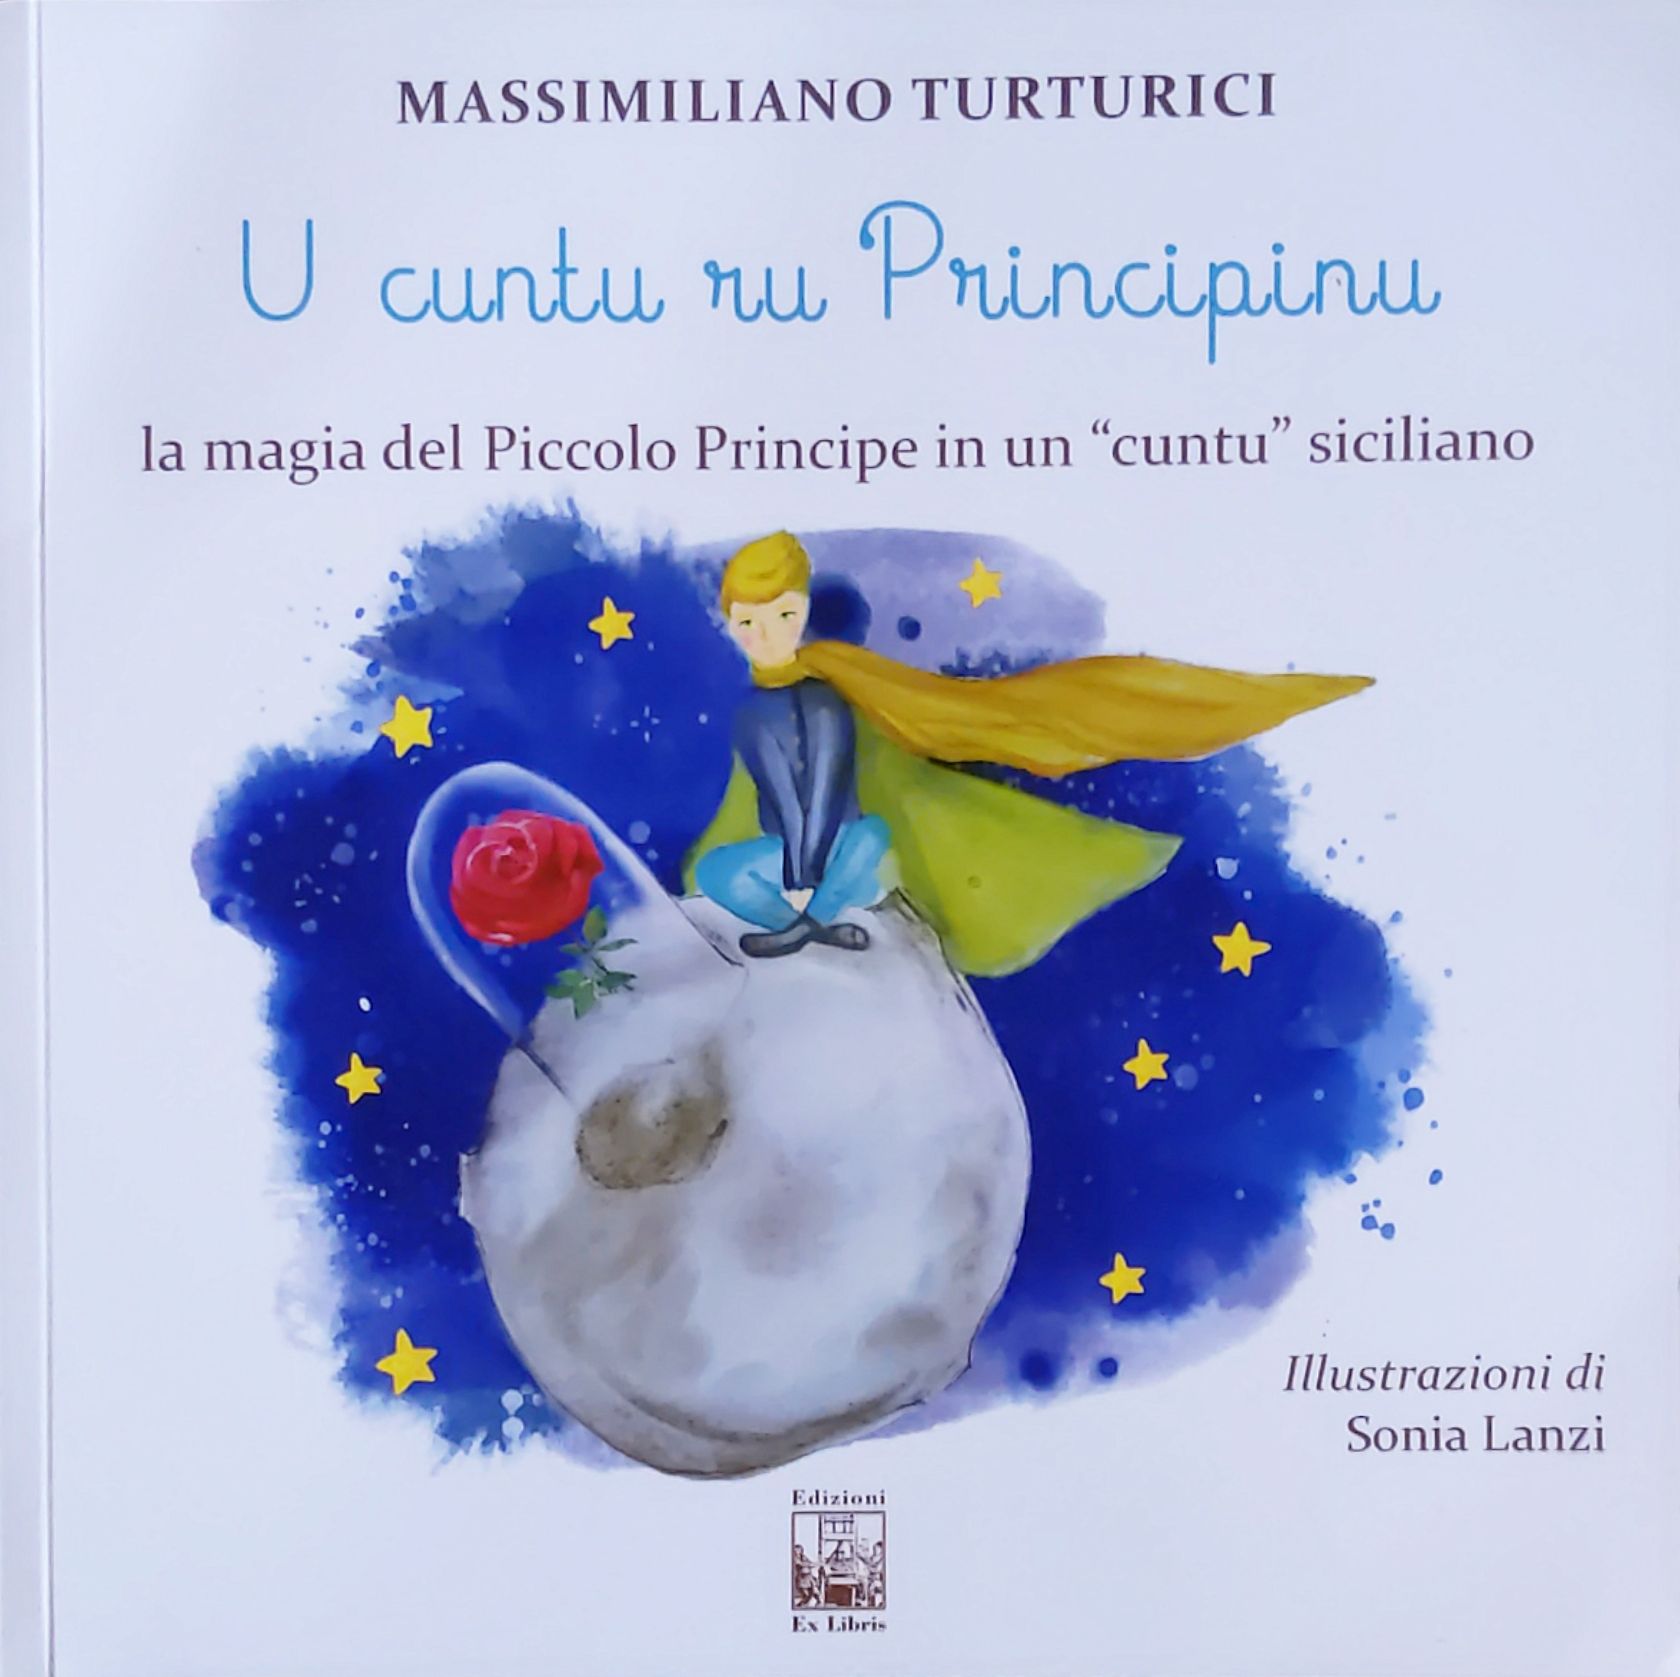 MASSIMILIANO TURTURICI
U cuntu ru Principinu
la magia del Piccolo Principe in un “cuntu” siciliano
Illustrazioni di
Sonia Lanzi
Edizioni
Ex Libris